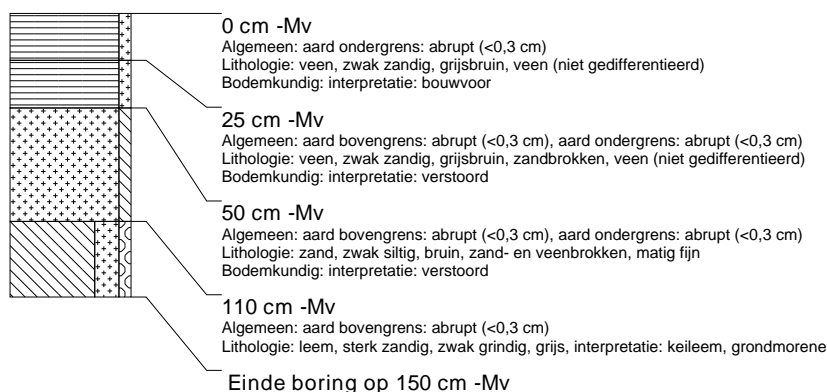 0 cm -Mv
Algemeen: aard ondergrens: abrupt (<0,3 cm)
Lithologie: veen, zwak zandig, grijsbruin, veen (niet gedifferentieerd)
Bodemkundig: interpretatie: bouwvoor
25 cm -Mv
Algemeen: aard bovengrens: abrupt (<0,3 cm), aard ondergrens: abrupt (<0,3 cm)
Lithologie: veen, zwak zandig, grijsbruin, zandbrokken, veen (niet gedifferentieerd)
Bodemkundig: interpretatie: verstoord
50 cm -Mv
Algemeen: aard bovengrens: abrupt (<0,3 cm), aard ondergrens: abrupt (<0,3 cm)
Lithologie: zand, zwak siltig, bruin, zand- en veenbrokken, matig fijn
Bodemkundig: interpretatie: verstoord
110 cm -Mv
Algemeen: aard bovengrens: abrupt (<0,3 cm)
Lithologie: leem, sterk zandig, zwak grindig, grijs, interpretatie: keileem, grondmorene
Einde boring op 150 cm -Mv